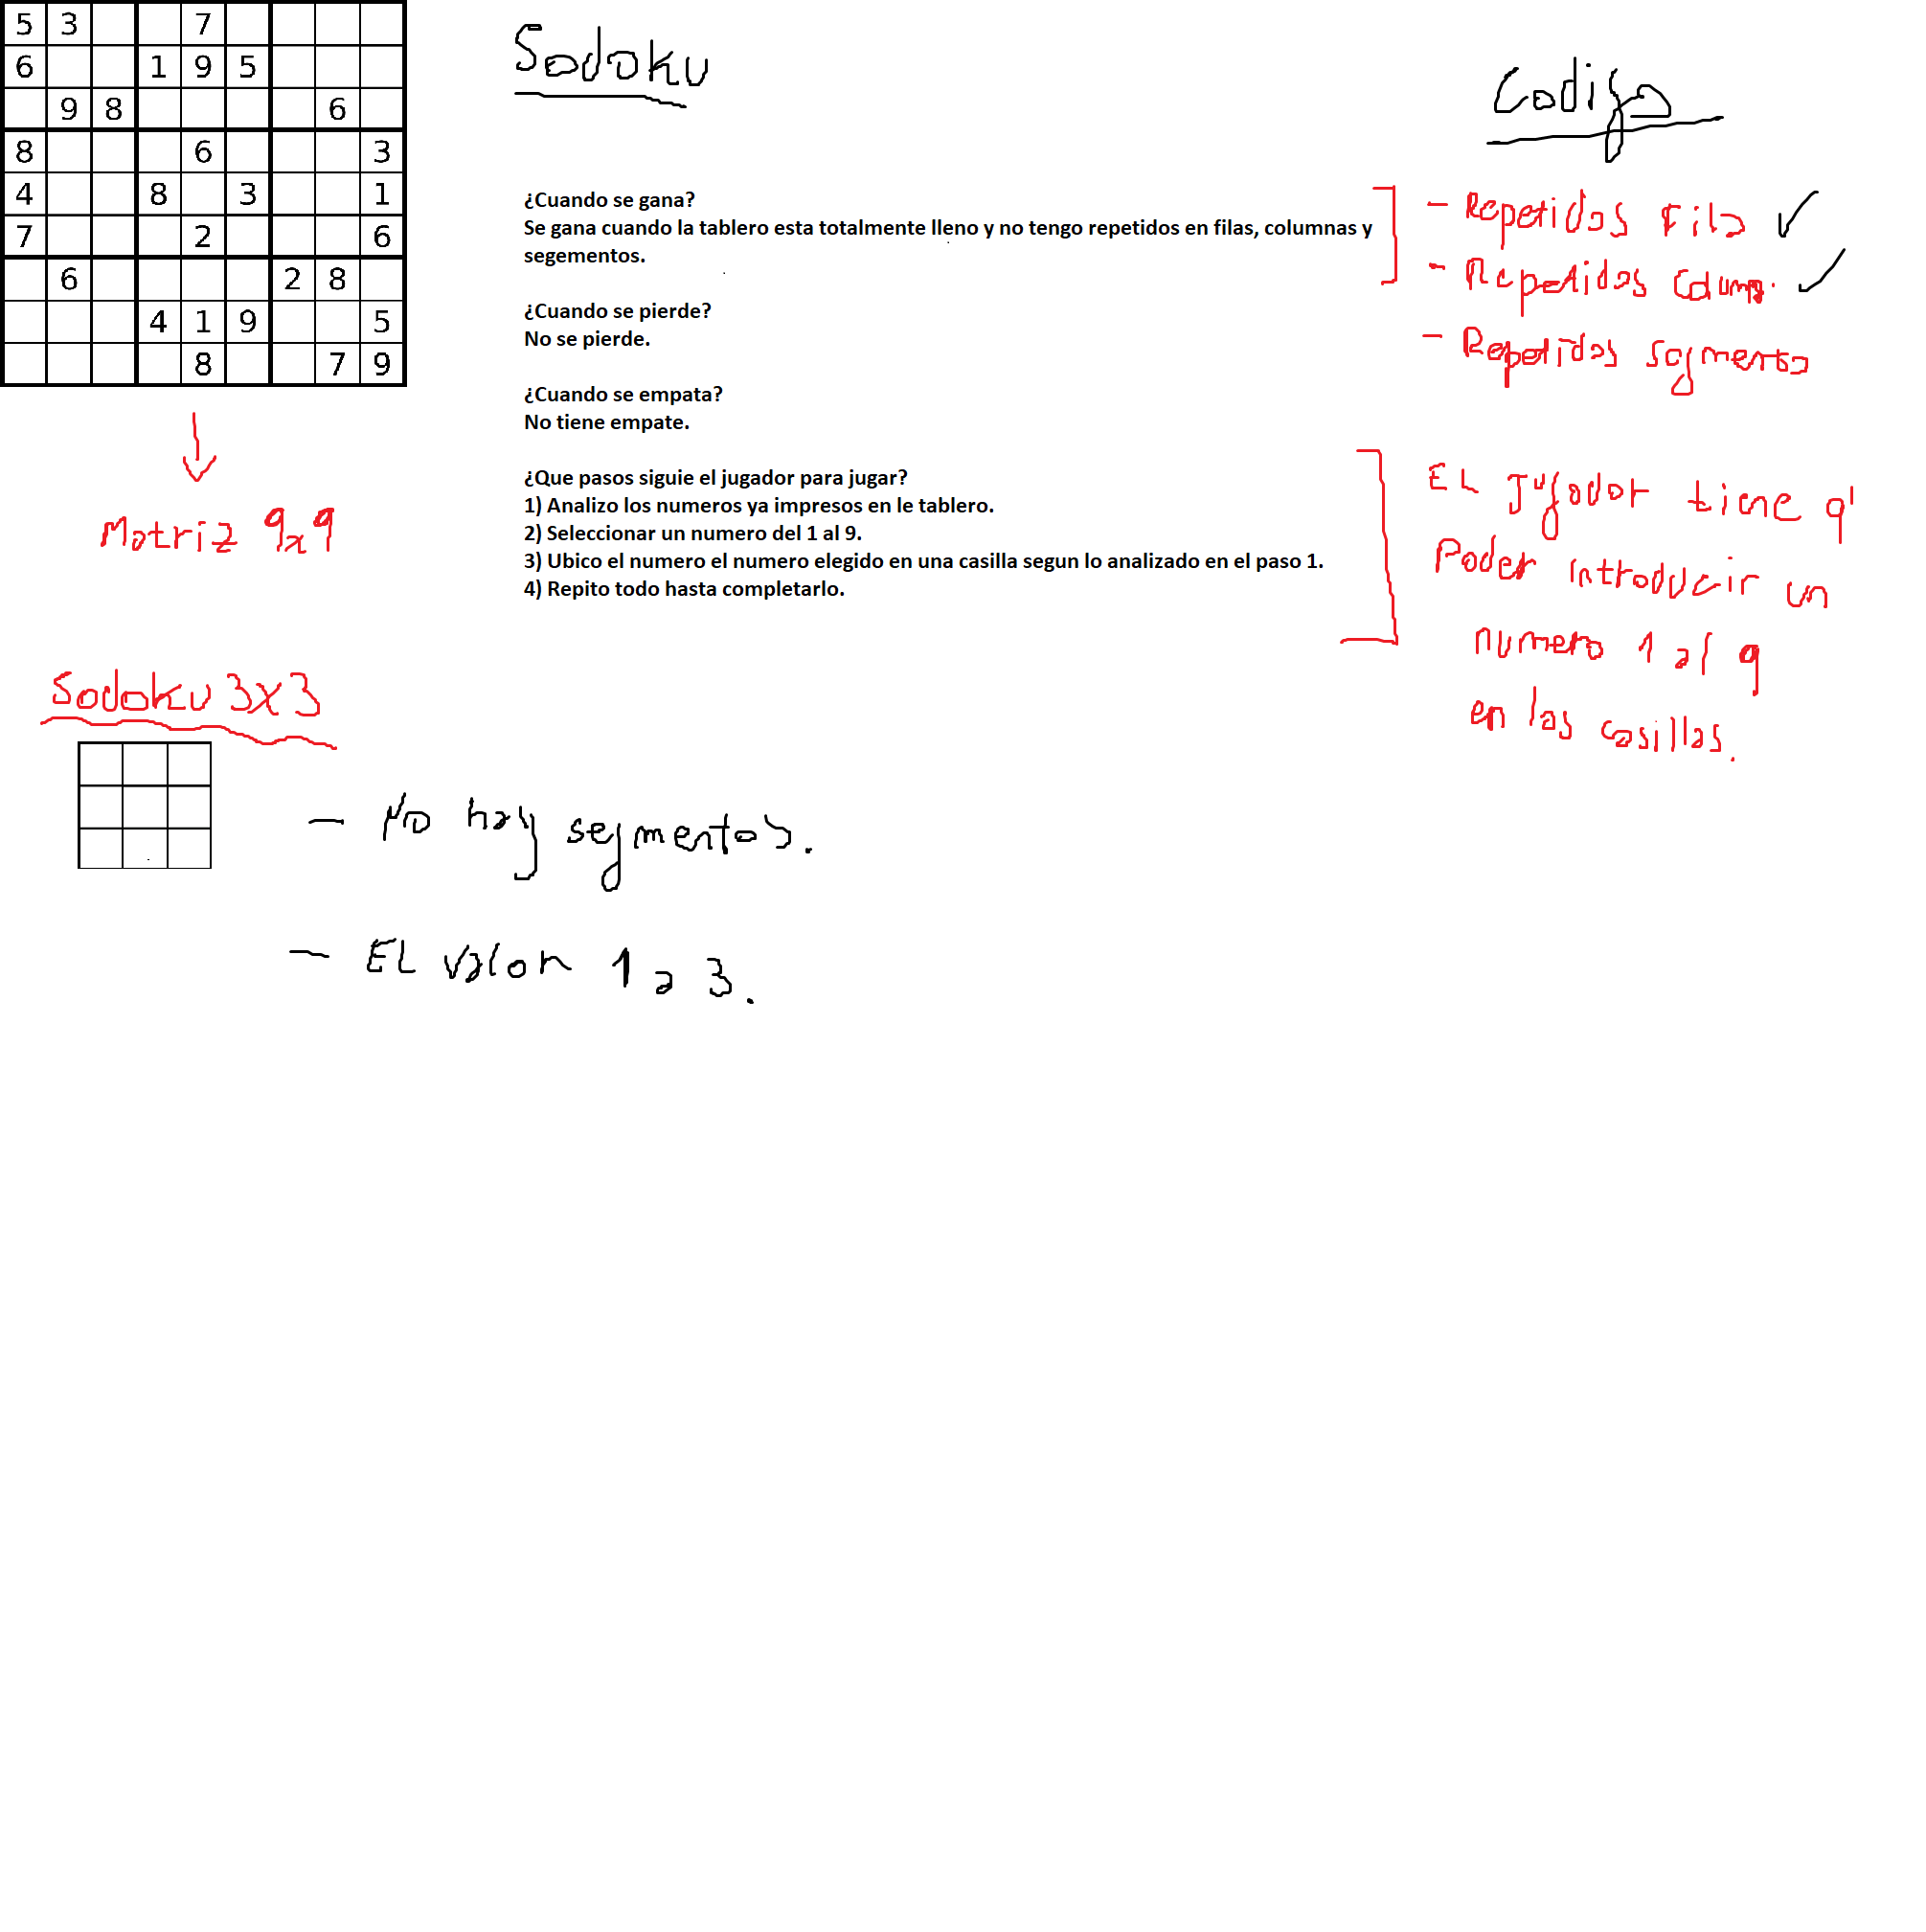 5 3 7
6 1 9 5
9 8 6
8 6 3
4 8 3 1
7 2 6
6 2 8
4 1 9 5
8 7 9
Matriz 9x9
Sodoku 3x3
Sodoku
¿Cuando se gana?
Se gana cuando la tablero esta totalmente lleno y no tengo repetidos en filas, columnas y
segementos.
¿Cuando se pierde?
No se pierde.
¿Cuando se empata?
No tiene empate.
¿Que pasos siguie el jugador para jugar?
1) Analizo los numeros ya impresos en le tablero.
2) Seleccionar un numero del 1 al 9.
3) Ubico el numero el numero elegido en una casilla segun lo analizado en el paso 1.
4) Repito todo hasta completarlo.
- No hay segmentos.
- EL valor 1 a 3.
Codigo
- Repetidos Fila ✓
- Repetidos Colum. ✓
- Repetidos segmento
EL Jugador tiene q'
Poder introducir un
numero 1 al 9
en las casillas.